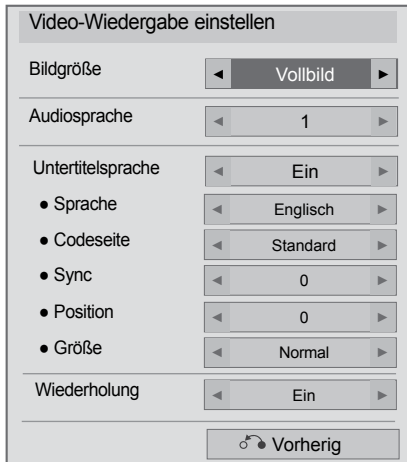 Video-Wiedergabe einstellen
Bildgröße ◄ Vollbild ►
Audiosprache ◄ 1 ►
Untertitelsprache ◄ Ein ►
● Sprache ◄ Englisch ►
● Codeseite ◄ Standard ►
● Sync ◄ 0 ►
● Position ◄ 0 ►
● Größe ◄ Normal ►
Wiederholung ◄ Ein ►
Vorherig